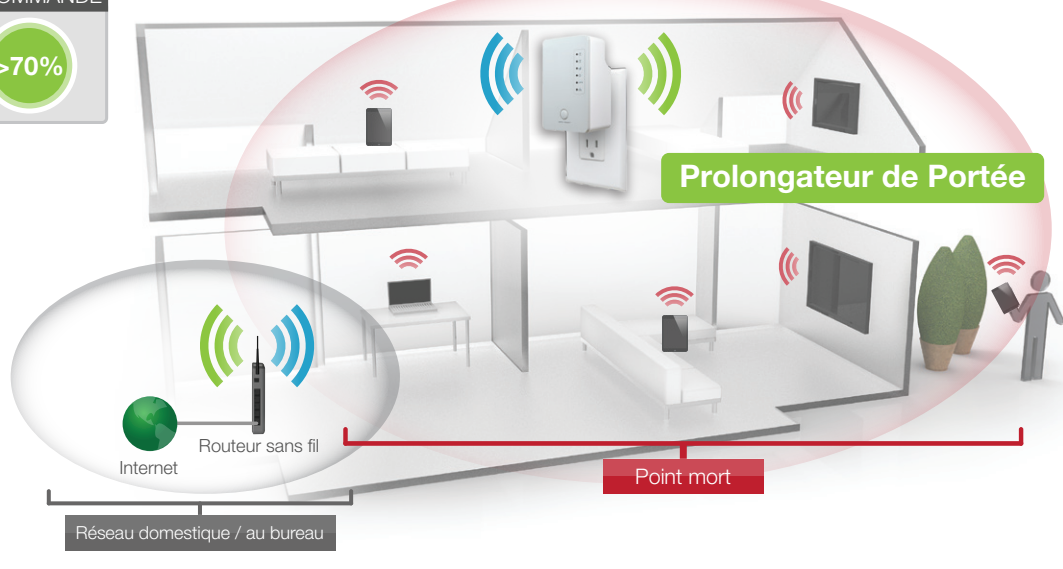 >70%
Prolongateur de Portée
Routeur sans fil
Internet
Point mort
Réseau domestique / au bureau